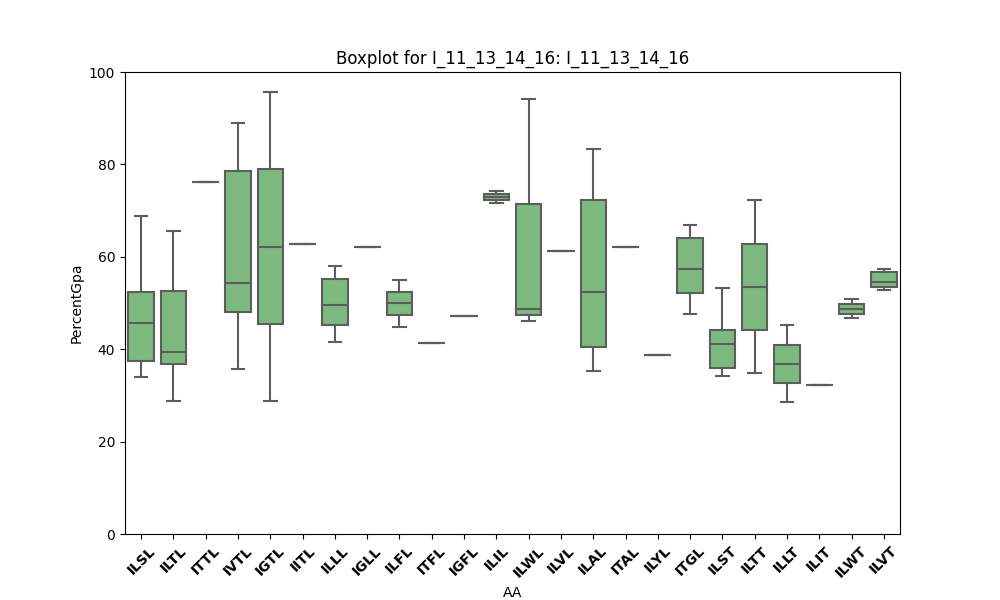 Boxplot for I_11_13_14_16: I_11_13_14_16
100
80
60
40
20
0
PercentGpa
ILSL ILTL ITTL IVTL IGTL IITL ILLL IGLL ILFL ITFL IGFL ILIL ILWL ILVL ILAL ITAL ILYL ITGL ILST ILTT ILLT ILIT ILWT ILVT
AA